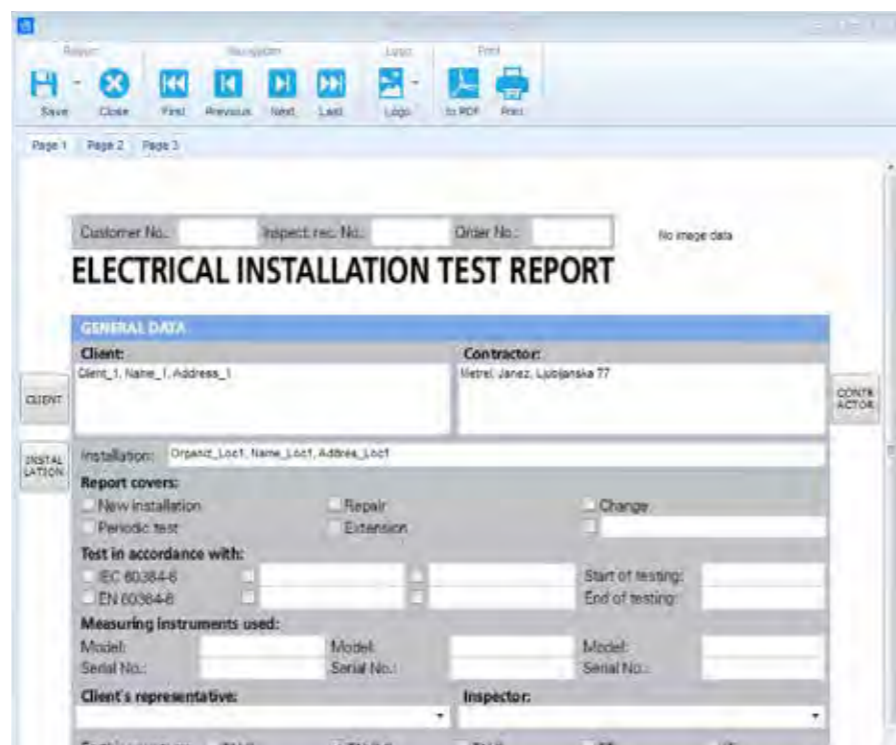 Report Navigation Logo Print
Save Close First Previous Next Last Logo to PDF Print
Page 1 Page 2 Page 3
Customer No.: Inspect. rec. No.: Order No.: No image data
ELECTRICAL INSTALLATION TEST REPORT
GENERAL DATA
Client: Contractor:
Client_1, Name_1, Address_1 Metrel, Janez, Ljubljanska 77
CLIENT
CONTR
ACTOR
INSTAL
LATION
Installation: Organiz_Loc1, Name_Loc1, Addres_Loc1
Report covers:
New installation Repair Change
Periodic test Extension
Test in accordance with:
IEC 60364-6 Start of testing:
EN 60364-6 End of testing:
Measuring instruments used:
Model: Model: Model:
Serial No.: Serial No.: Serial No.:
Client's representative: Inspector: